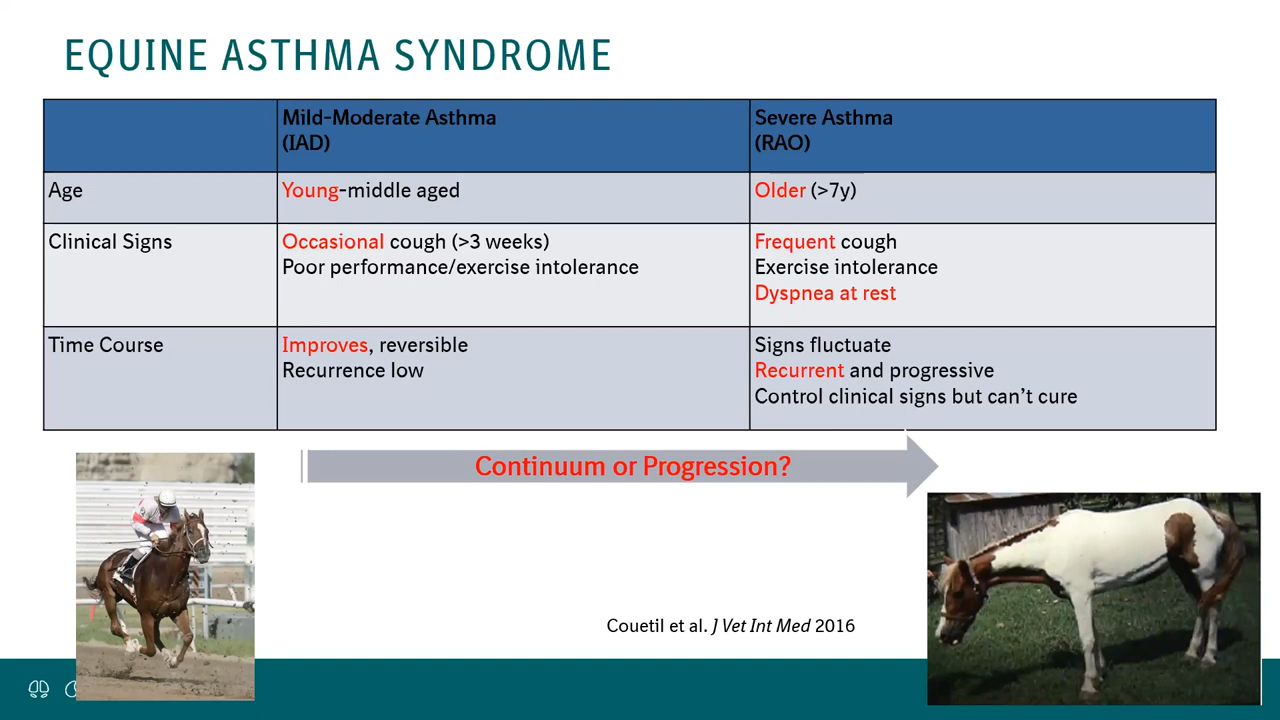 EQUINE ASTHMA SYNDROME
Mild-Moderate Asthma
(IAD)
Severe Asthma
(RAO)
Age
Young-middle aged
Older (>7y)
Clinical Signs
Occasional cough (>3 weeks)
Poor performance/exercise intolerance
Frequent cough
Exercise intolerance
Dyspnea at rest
Time Course
Improves, reversible
Recurrence low
Signs fluctuate
Recurrent and progressive
Control clinical signs but can't cure
Continuum or Progression?
Couetil et al. J Vet Int Med 2016